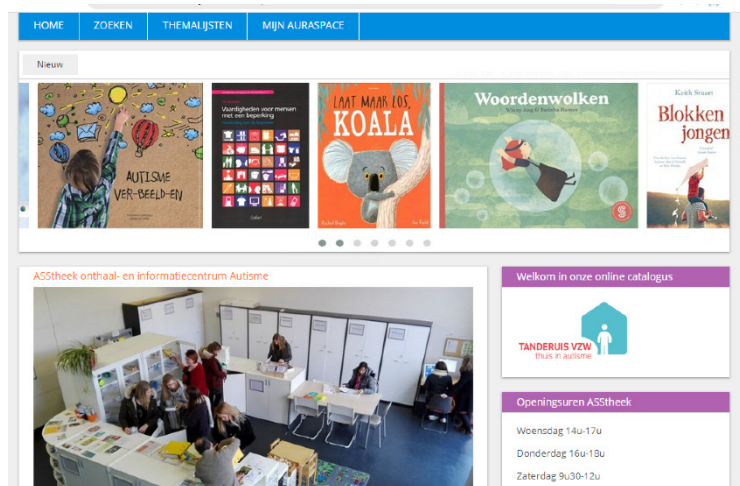 HOME ZOEKEN THEMALIJSTEN MIJN AURASPACE
Nieuw
AUTISME
VER-BEELD-EN
Vaardigheden voor mensen
met een beperking
LAAT MAAR LOS,
KOALA
Woordenwolken
Keith Stuart
Blokken
jongen
ASStheek onthaal- en informatiecentrum Autisme
Welkom in onze online catalogus
TANDERUIS VZW
thuis in autisme
Openingsuren ASStheek
Woensdag 14u-17u
Donderdag 16u-18u
Zaterdag 9u30-12u